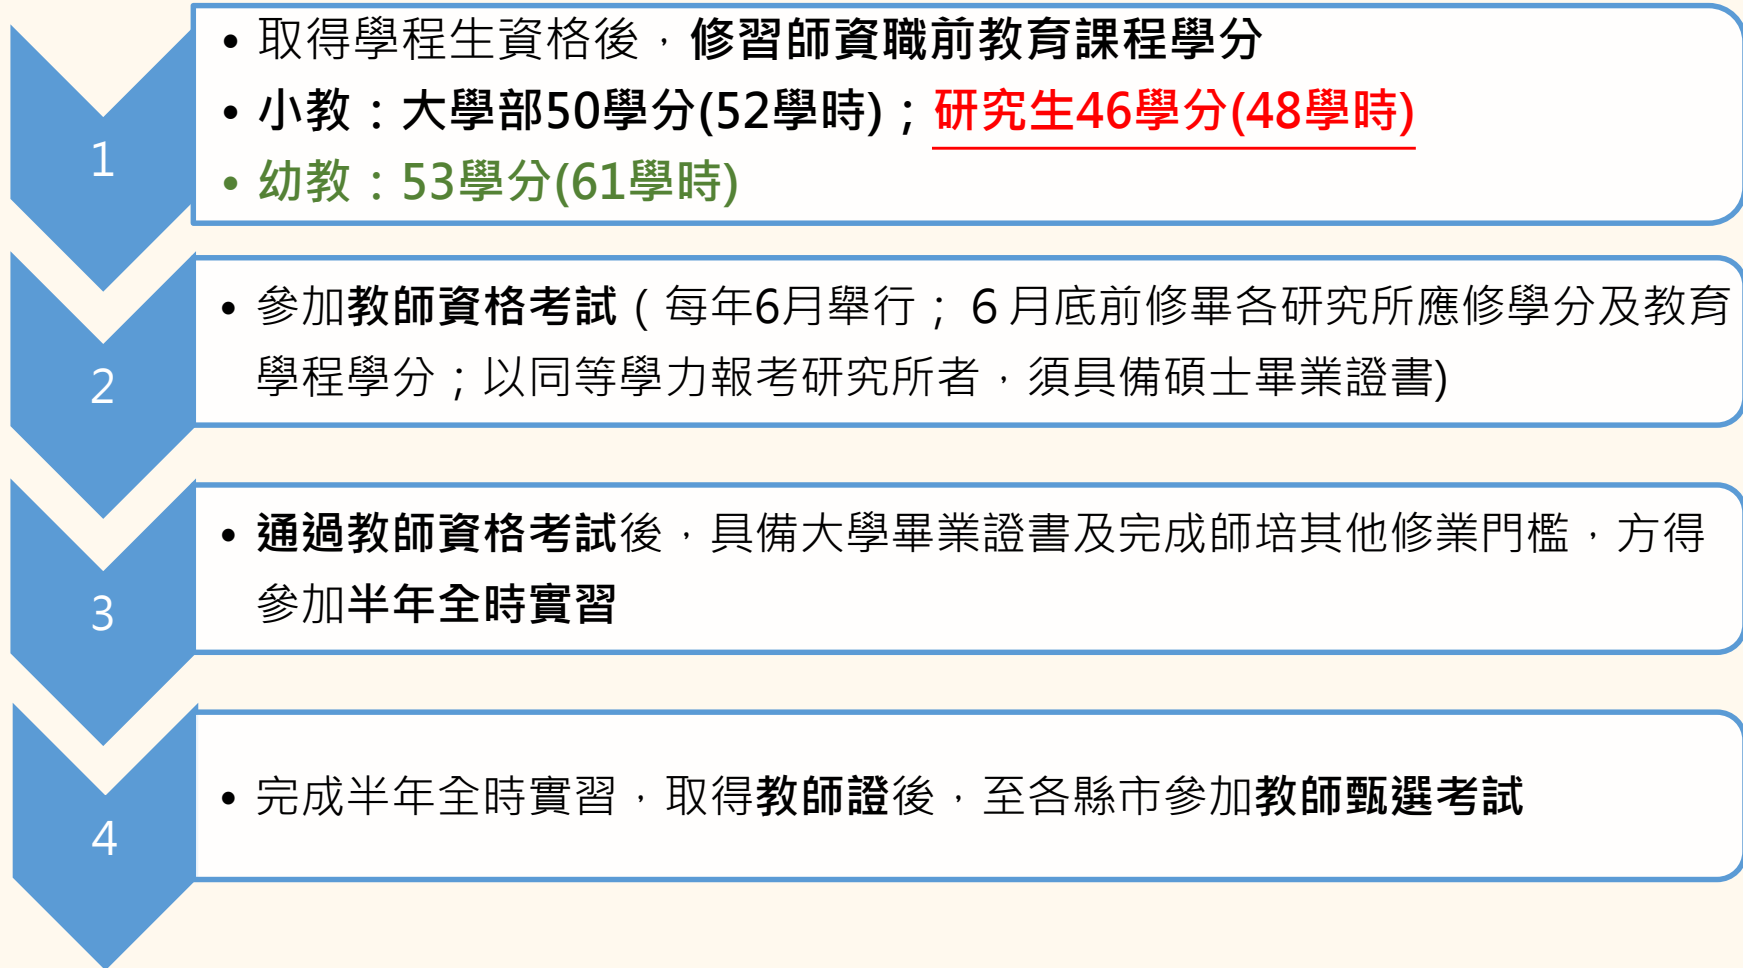 1
• 取得學程生資格後，修習師資職前教育課程學分
• 小教：大學部50學分(52學時)；研究生46學分(48學時)
• 幼教：53學分(61學時)
2
• 參加教師資格考試（每年6月舉行；６月底前修畢各研究所應修學分及教育
學程學分；以同等學力報考研究所者，須具備碩士畢業證書)
3
• 通過教師資格考試後，具備大學畢業證書及完成師培其他修業門檻，方得
參加半年全時實習
4
• 完成半年全時實習，取得教師證後，至各縣市參加教師甄選考試